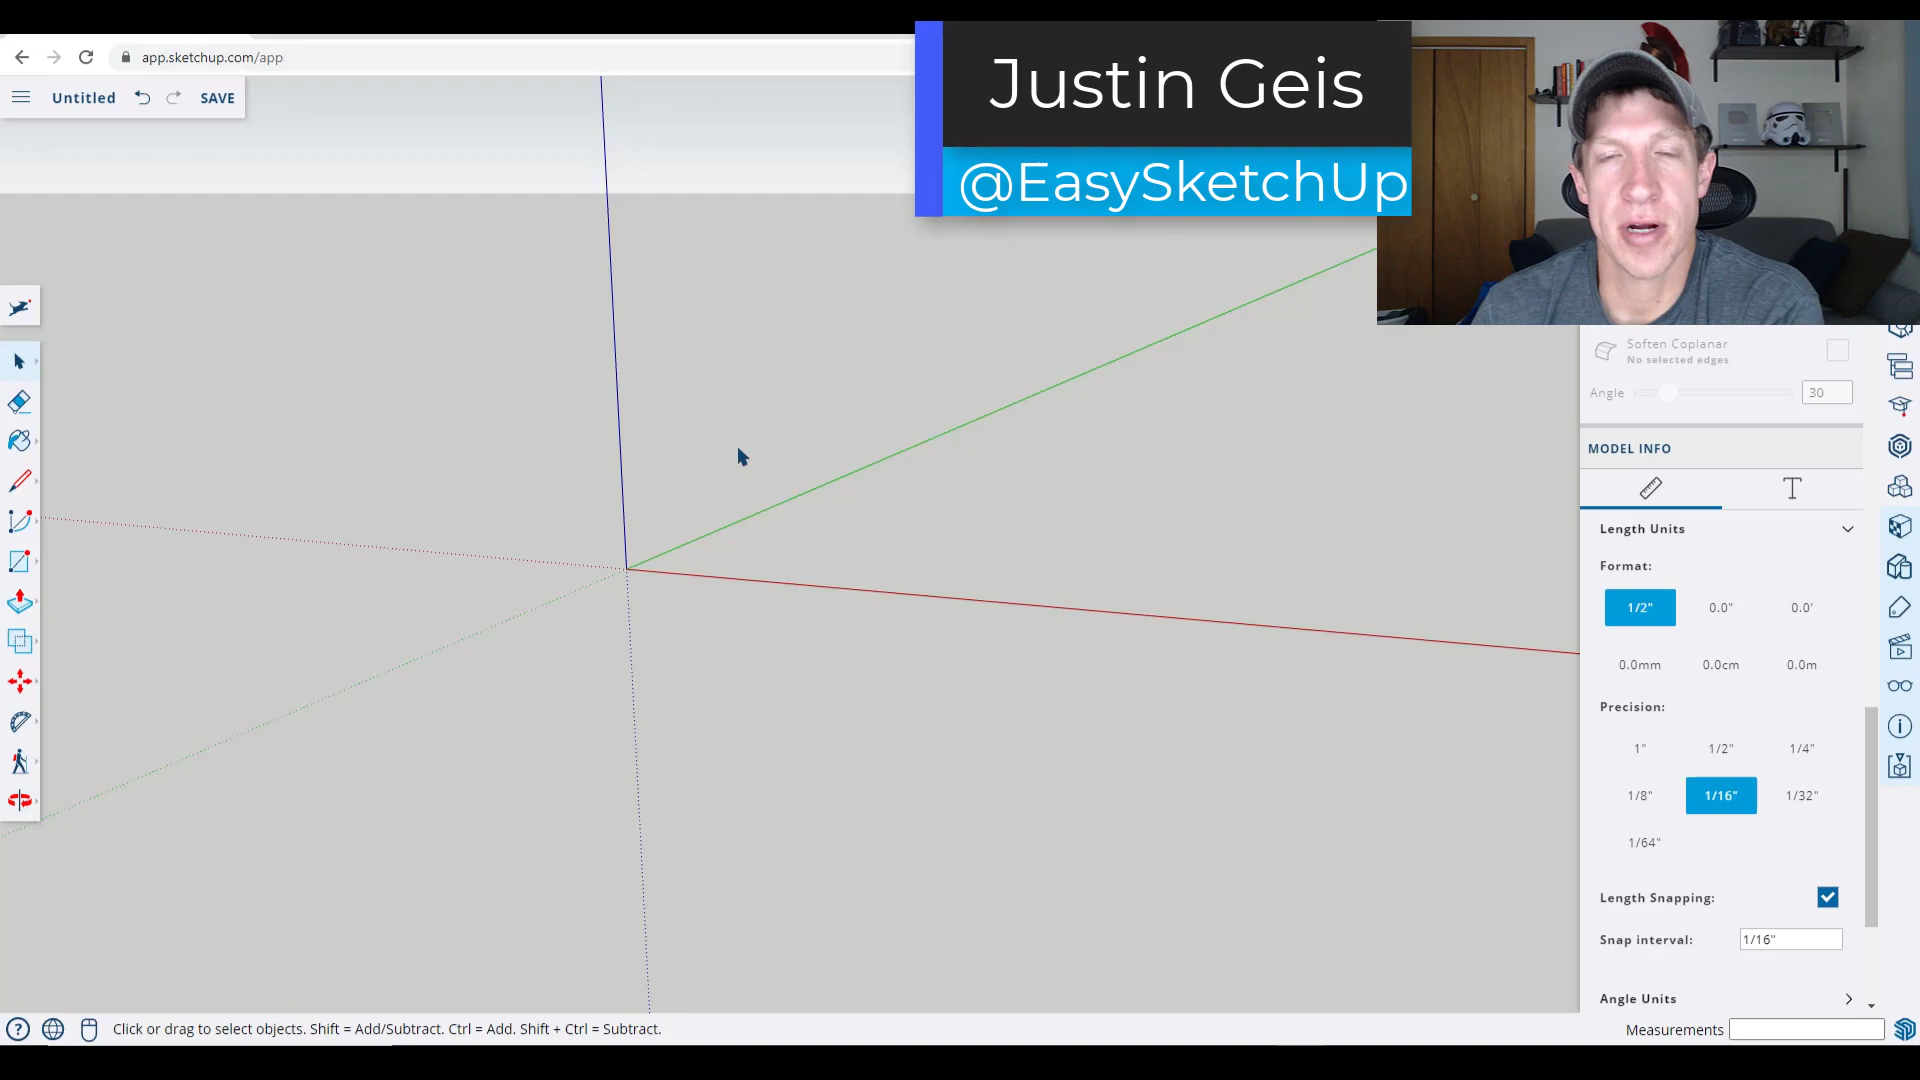 Justin Geis
@EasySketchUp
app.sketchup.com/app
Untitled
SAVE
Soften Coplanar
No selected edges
Angle
30
MODEL INFO
Length Units
Format:
1/2" 0.0" 0.0'
0.0mm 0.0cm 0.0m
Precision:
1" 1/2" 1/4"
1/8" 1/16" 1/32"
1/64"
Length Snapping:
Snap interval: 1/16"
Angle Units
Click or drag to select objects. Shift = Add/Subtract. Ctrl = Add. Shift + Ctrl = Subtract.
Measurements